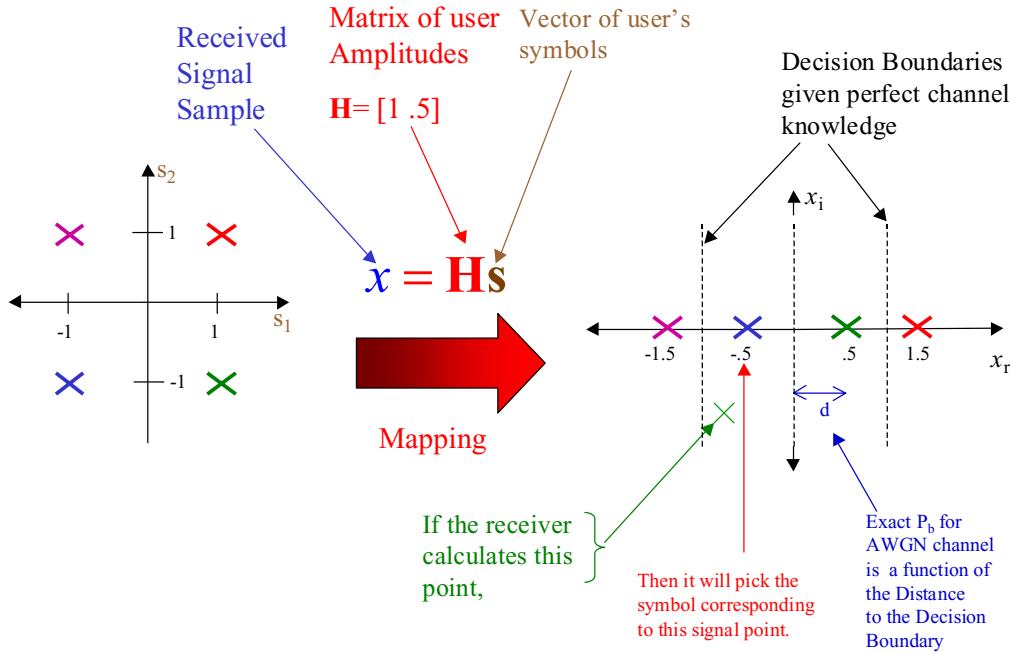 Received
Signal
Sample
Matrix of user
Amplitudes
H= [1 .5]
Vector of user's
symbols
Decision Boundaries
given perfect channel
knowledge
s2
1
-1
1
s1
-1
x = Hs
Mapping
xi
-1.5
-.5
.5
1.5
xr
d
If the receiver
calculates this
point,
Then it will pick the
symbol corresponding
to this signal point.
Exact Pb for
AWGN channel
is a function of
the Distance
to the Decision
Boundary